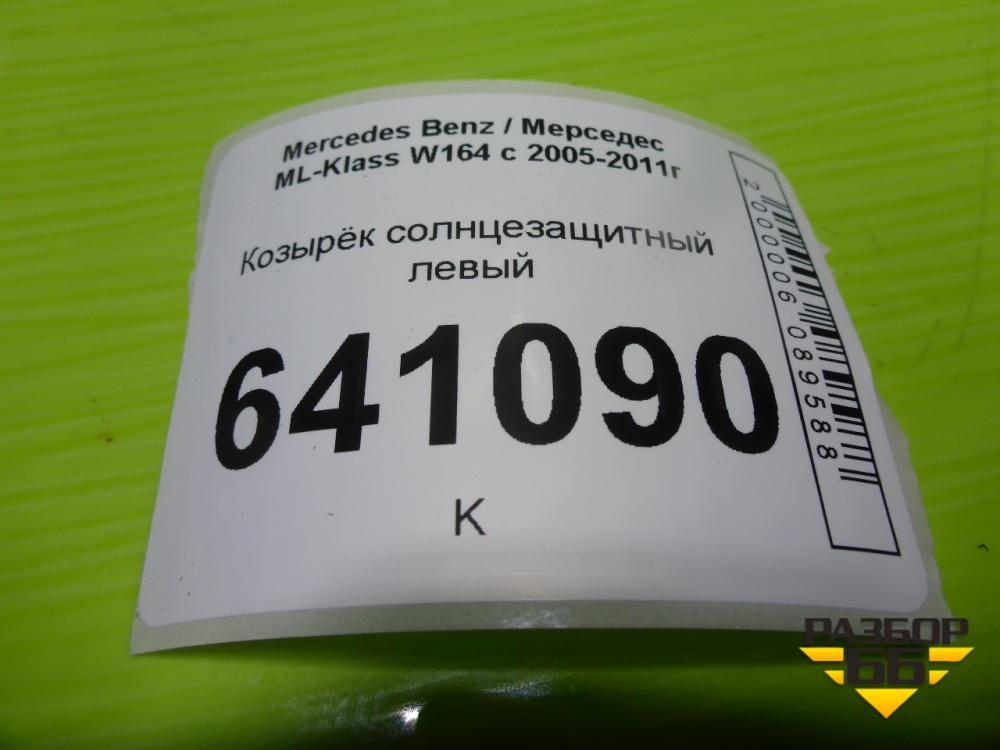 Mercedes Benz / Мерседес
ML-Klass W164 с 2005-2011г
Козырёк солнцезащитный
левый
641090
К
2000006089588
РАЗБОР
66